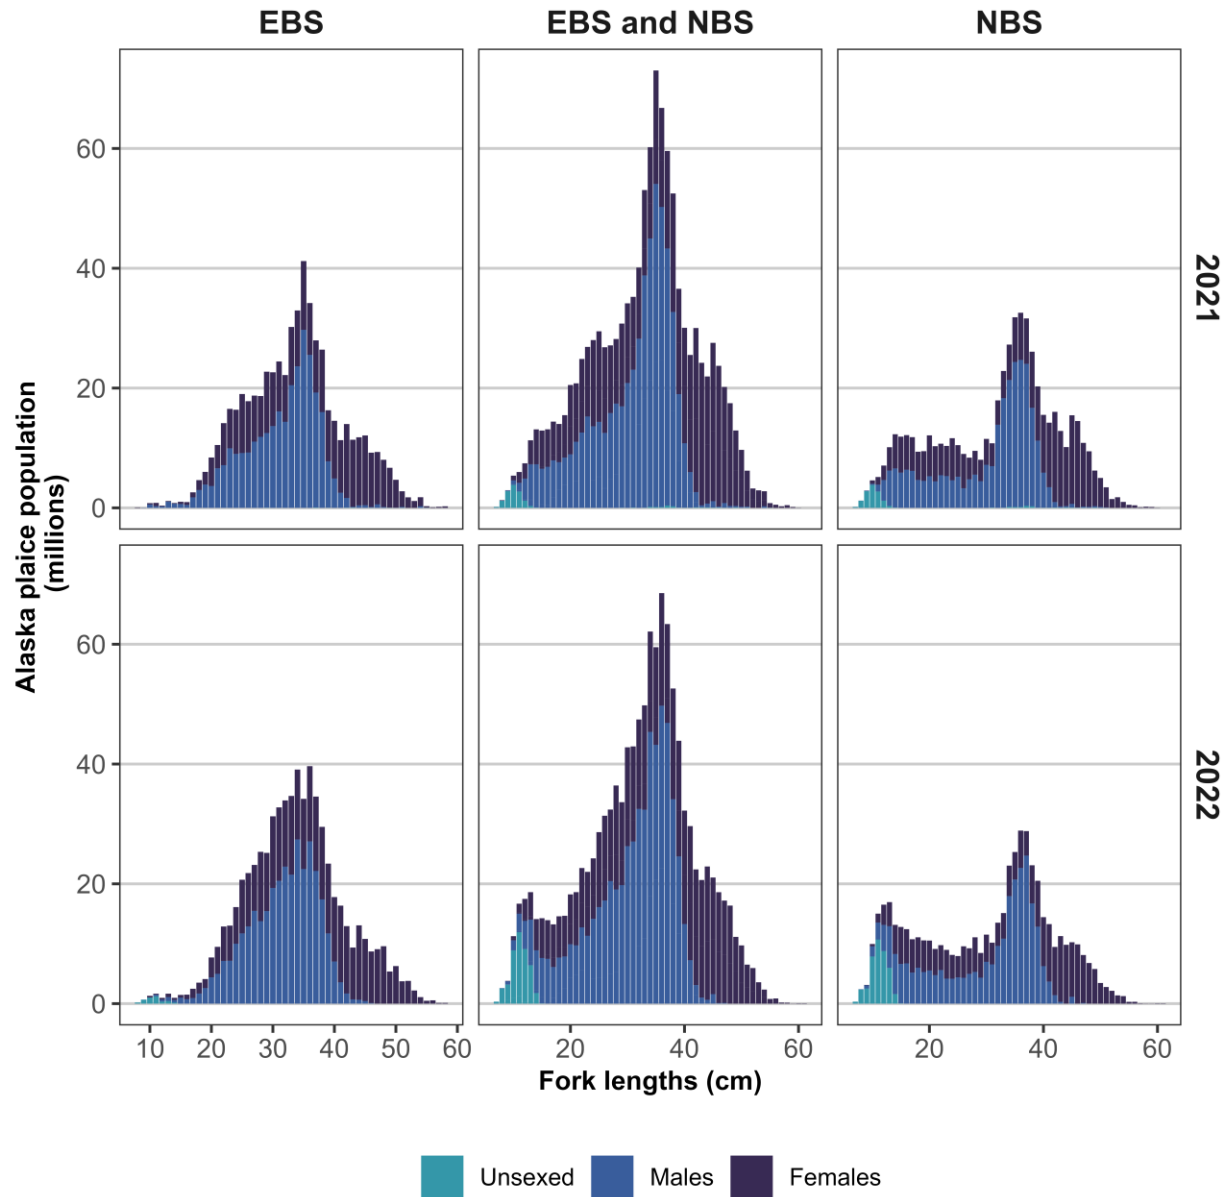 EBS
EBS and NBS
NBS
60
40
20
0
2021
Alaska plaice population
(millions)
60
40
20
0
2022
10 20 30 40 50 60
20 40 60
20 40 60
Fork lengths (cm)
Unsexed Males Females